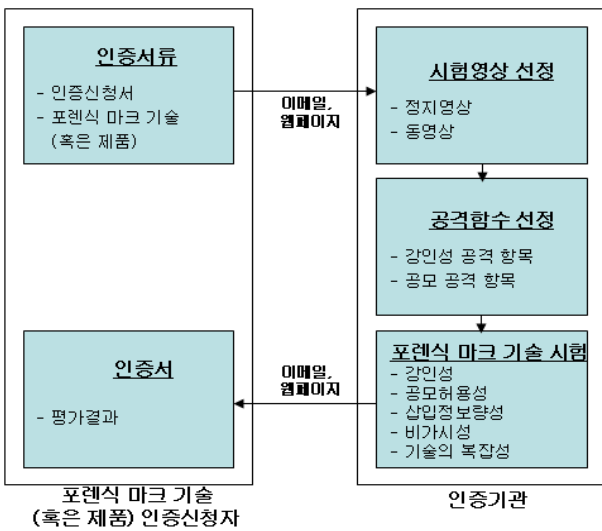 인증서류
- 인증신청서
- 포렌식 마크 기술
(혹은 제품)
이메일,
웹페이지
시험영상 선정
- 정지영상
- 동영상
공격함수 선정
- 강인성 공격 항목
- 공모 공격 항목
포렌식 마크 기술 시험
- 강인성
- 공모허용성
- 삽입정보량성
- 비가시성
- 기술의 복잡성
이메일,
웹페이지
인증서
- 평가결과
포렌식 마크 기술
(혹은 제품) 인증신청자
인증기관